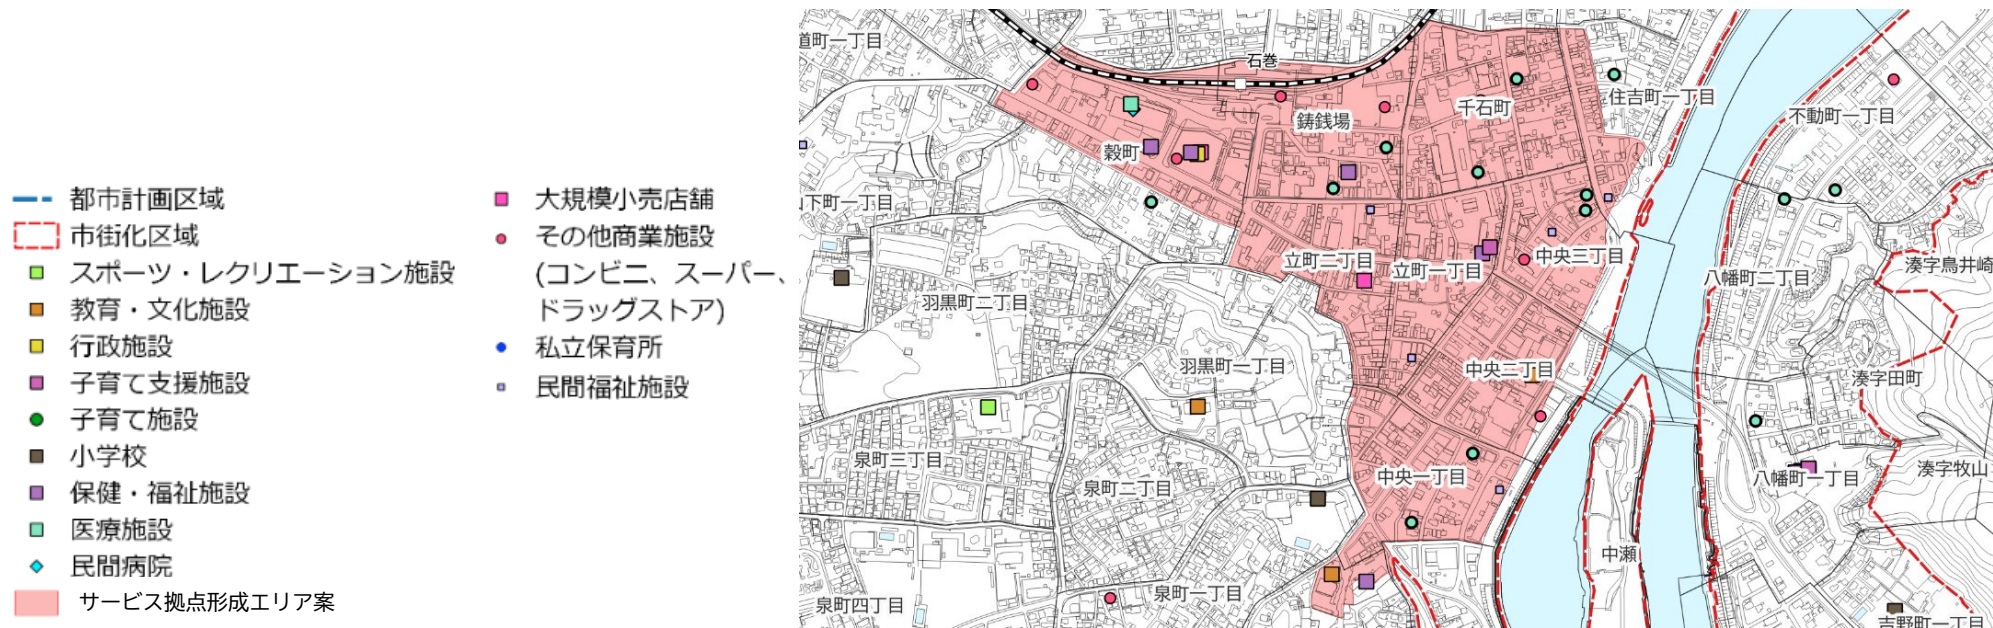 都市計画区域
市街化区域
スポーツ・レクリエーション施設
教育・文化施設
行政施設
子育て支援施設
子育て施設
小学校
保健・福祉施設
医療施設
民間病院
サービス拠点形成エリア案
大規模小売店舗
その他商業施設
(コンビニ、スーパー、
ドラッグストア)
私立保育所
民間福祉施設
道町一丁目
石巻
千石町
住吉町一丁目
不動町一丁目
鋳銭場
穀町
下町一丁目
立町二丁目
立町一丁目
中央三丁目
八幡町二丁目
湊字鳥井崎
羽黒町二丁目
羽黒町一丁目
中央二丁目
湊字田町
泉町三丁目
泉町二丁目
中央一丁目
八幡町一丁目
湊字牧山
中瀬
泉町四丁目
泉町一丁目
吉野町一丁目